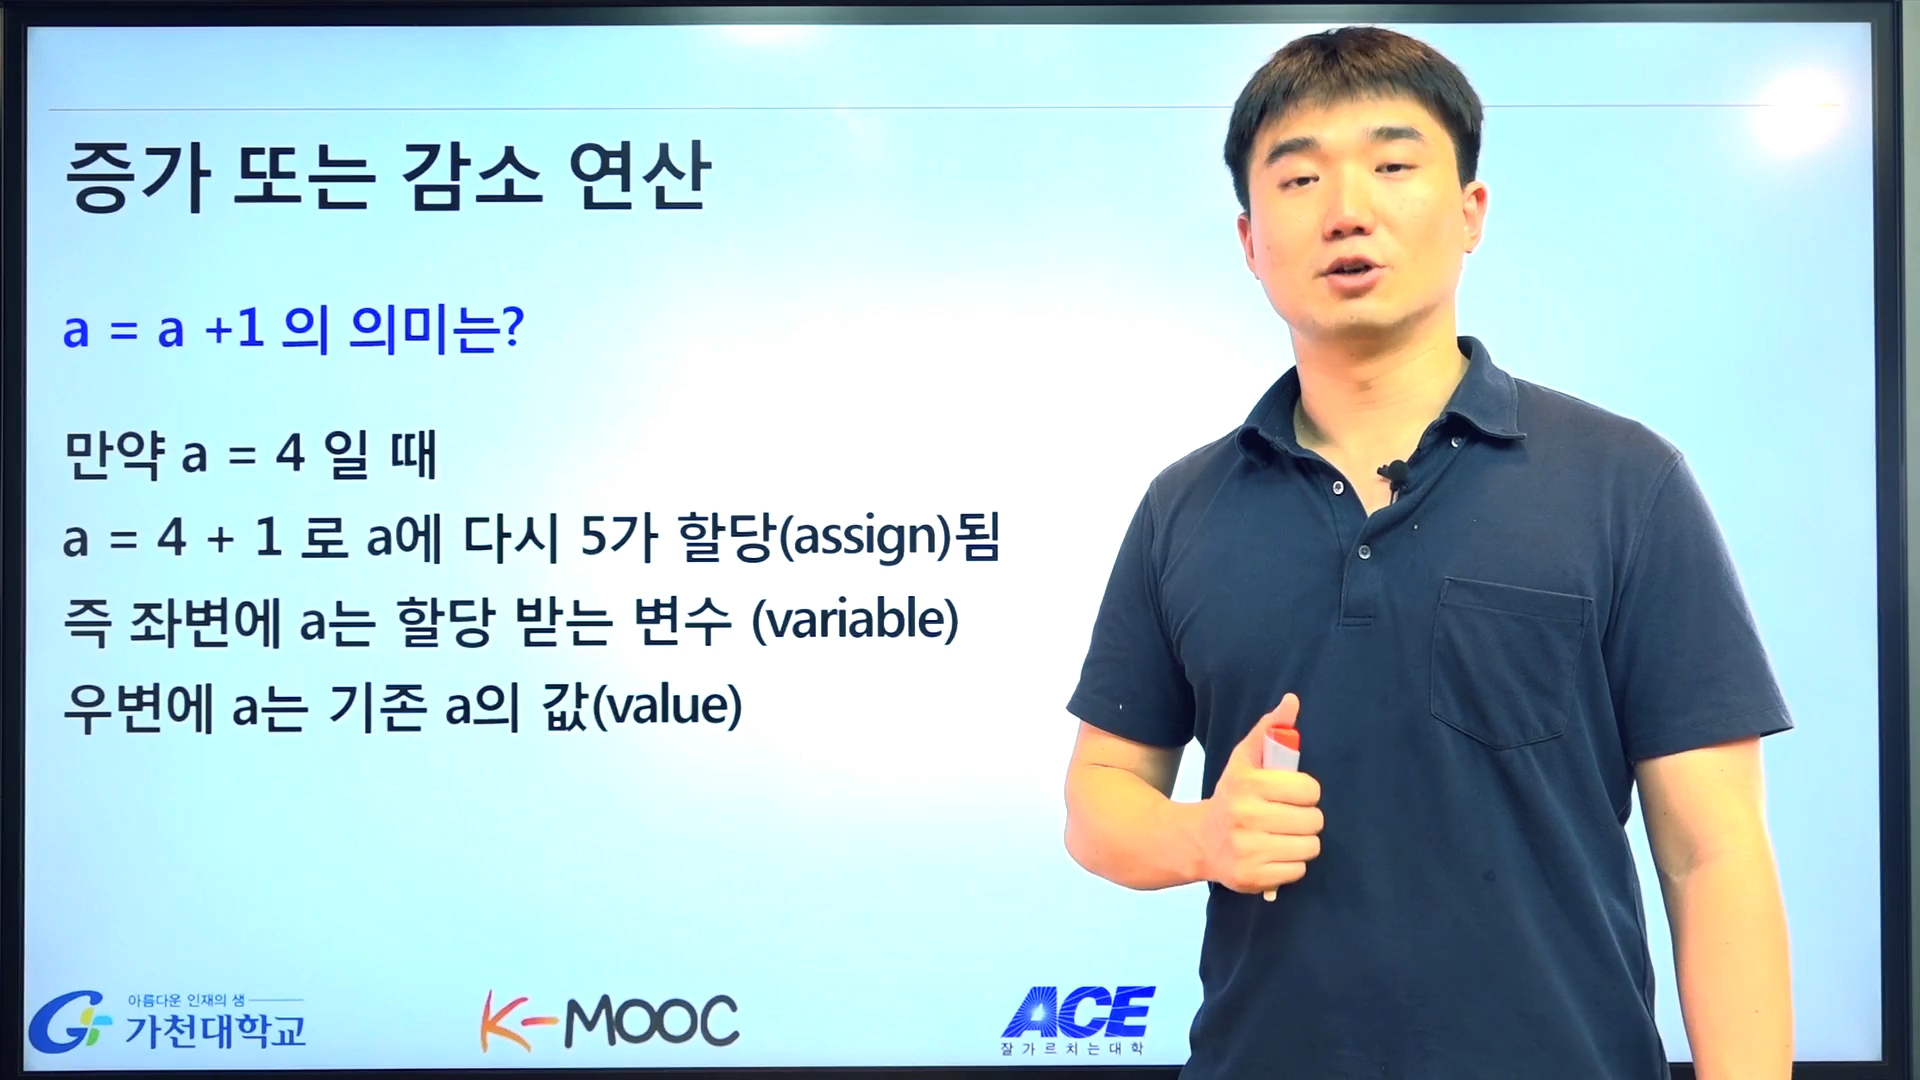 증가 또는 감소 연산
a = a +1 의 의미는?
만약 a = 4 일 때
a = 4 + 1 로 a에 다시 5가 할당(assign)됨
즉 좌변에 a는 할당 받는 변수 (variable)
우변에 a는 기존 a의 값(value)
아름다운 인재의 샘
가천대학교
K-MOOC
ACE
잘 가 르 치 는 대 학